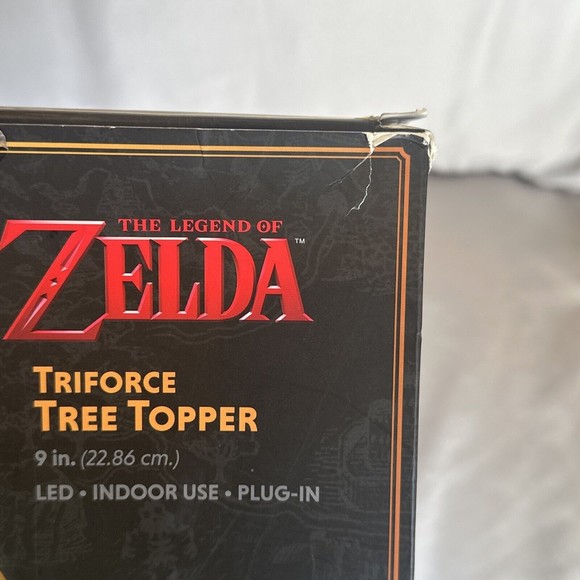 THE LEGEND OF
ZELDA™
TRIFORCE
TREE TOPPER
9 in. (22.86 cm.)
LED • INDOOR USE • PLUG-IN